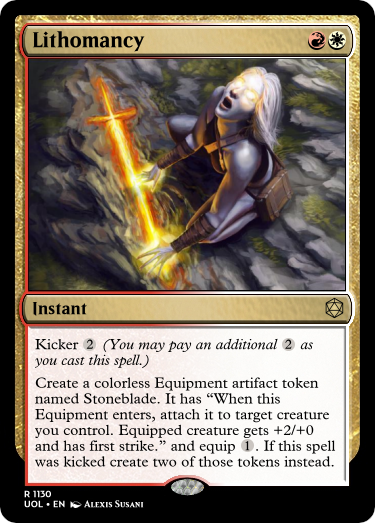 Lithomancy
Instant
Kicker 2 (You may pay an additional 2 as
you cast this spell.)
Create a colorless Equipment artifact token
named Stoneblade. It has “When this
Equipment enters, attach it to target creature
you control. Equipped creature gets +2/+0
and has first strike.” and equip 1. If this spell
was kicked create two of those tokens instead.
R 1130
UOL • EN Alexis Susani